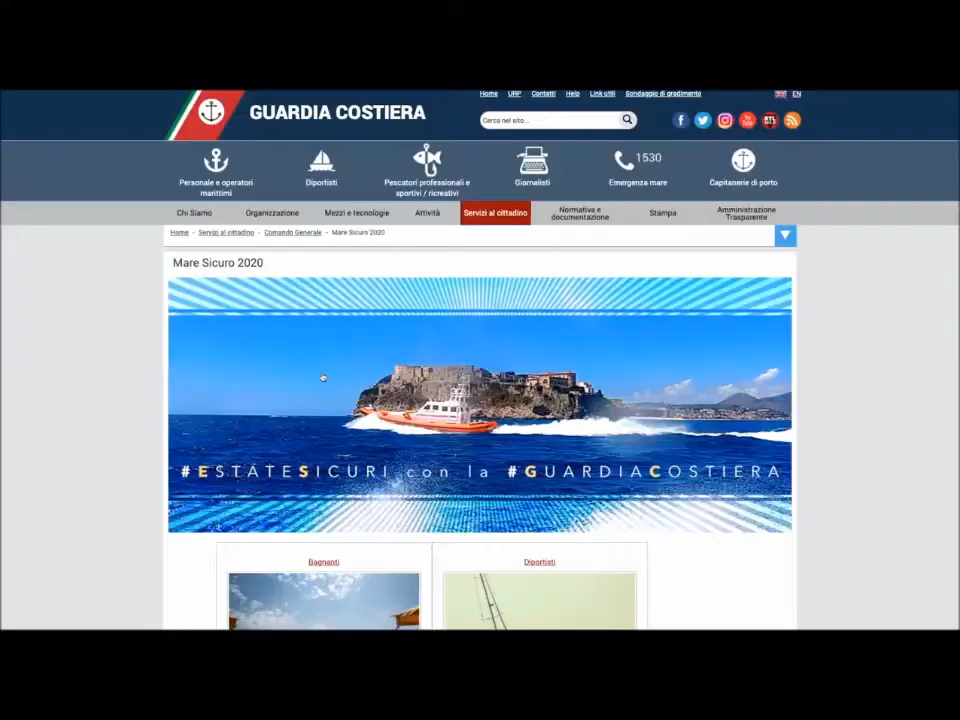 Home URP Contatti Help Link utili Sondaggio di gradimento EN
GUARDIA COSTIERA
Cerca nel sito...
You Tube
1530
Personale e operatori marittimi
Diportisti
Pescatori professionali e sportivi / ricreativi
Giornalisti
Emergenza mare
Capitanerie di porto
Chi Siamo
Organizzazione
Mezzi e tecnologie
Attività
Servizi al cittadino
Normativa e documentazione
Stampa
Amministrazione Trasparente
Home - Servizi al cittadino - Comando Generale - Mare Sicuro 2020
Mare Sicuro 2020
#ESTATESICURI con la #GUARDIACOSTIERA
Bagnanti
Diportisti